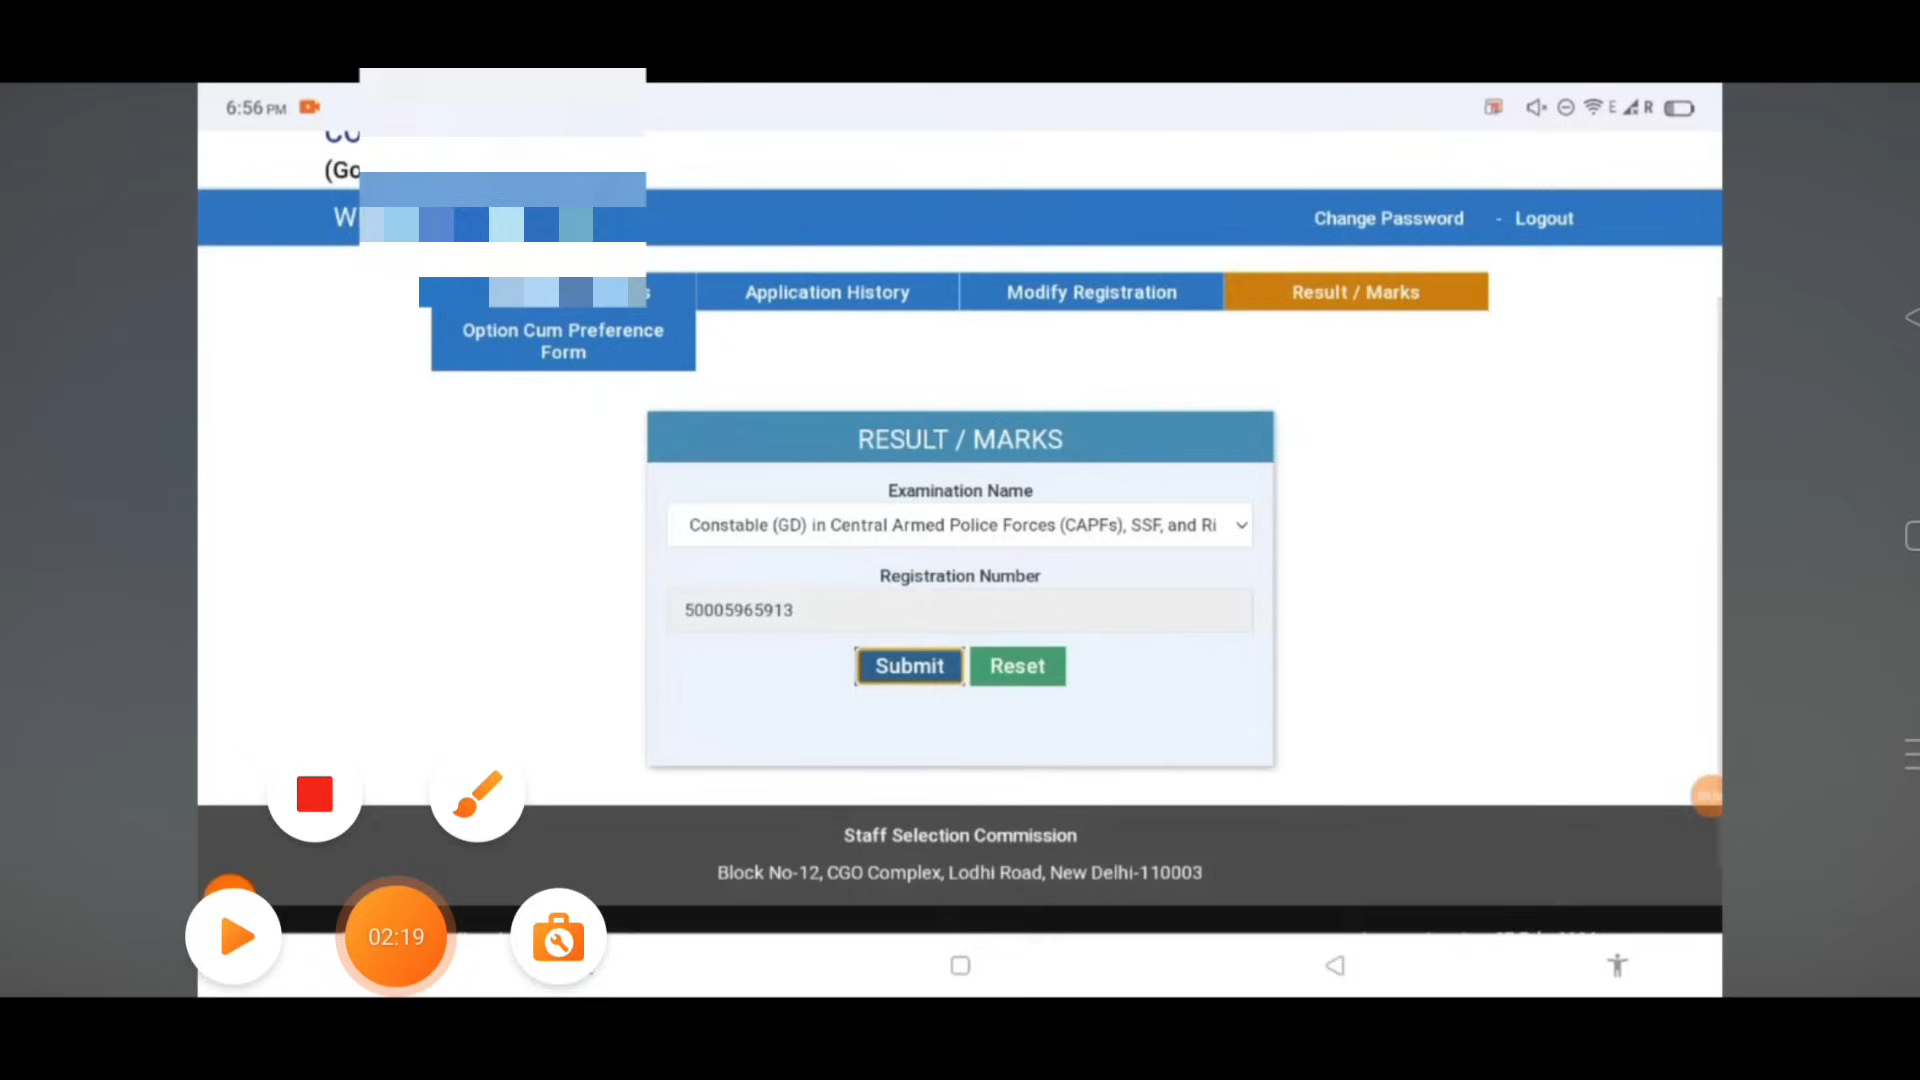 6:56 PM
E R
(Go
W
Change Password - Logout
s Application History Modify Registration Result / Marks
Option Cum Preference
Form
RESULT / MARKS
Examination Name
Constable (GD) in Central Armed Police Forces (CAPFs), SSF, and Ri
Registration Number
50005965913
Submit Reset
Staff Selection Commission
Block No-12, CGO Complex, Lodhi Road, New Delhi-110003
02:19